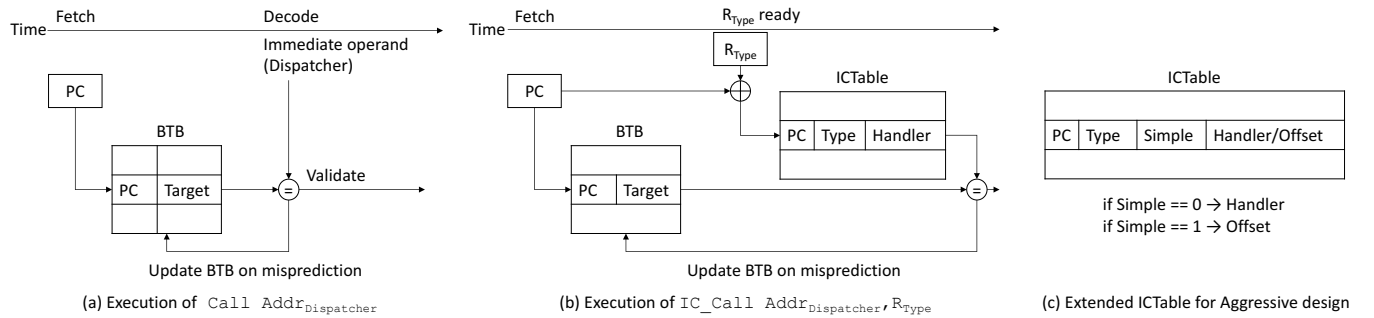 Time
Fetch
Decode
Immediate operand
(Dispatcher)
PC
BTB
PC Target
=
Validate
Update BTB on misprediction
(a) Execution of Call Addr_Dispatcher
Time
Fetch
R_Type ready
R_Type
PC
ICTable
PC Type Handler
BTB
PC Target
=
Update BTB on misprediction
(b) Execution of IC_Call Addr_Dispatcher,R_Type
ICTable
PC Type Simple Handler/Offset
if Simple == 0 → Handler
if Simple == 1 → Offset
(c) Extended ICTable for Aggressive design